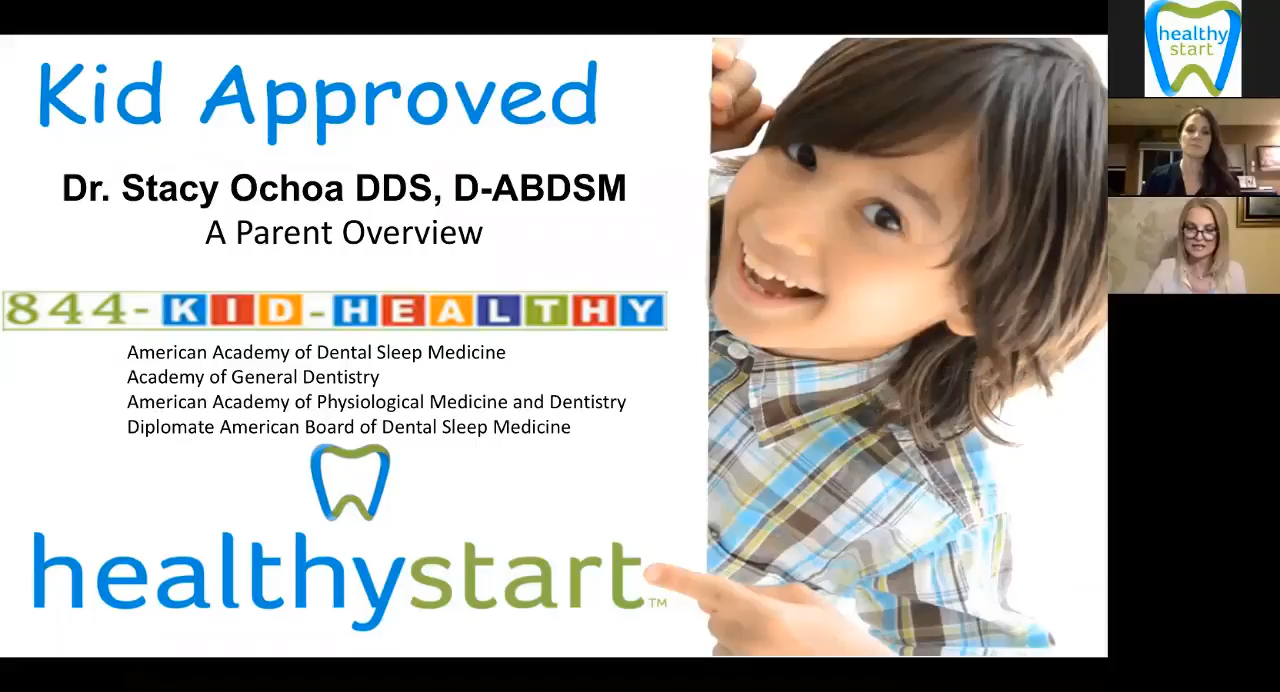 Kid Approved
Dr. Stacy Ochoa DDS, D-ABDSM
A Parent Overview
844-KID-HEALTHY
American Academy of Dental Sleep Medicine
Academy of General Dentistry
American Academy of Physiological Medicine and Dentistry
Diplomate American Board of Dental Sleep Medicine
healthystart™
healthy
start